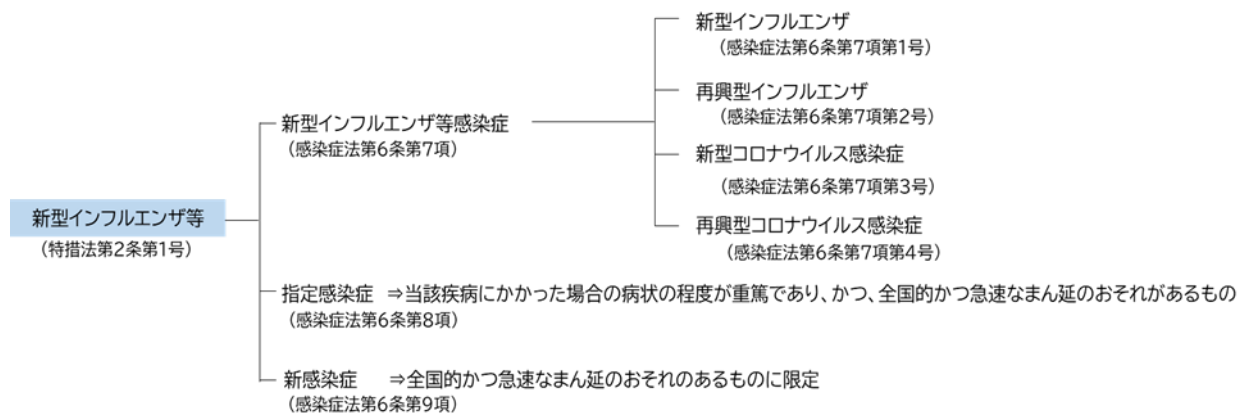 新型インフルエンザ
(感染症法第6条第7項第1号)
再興型インフルエンザ
(感染症法第6条第7項第2号)
新型インフルエンザ等感染症
(感染症法第6条第7項)
新型コロナウイルス感染症
(感染症法第6条第7項第3号)
新型インフルエンザ等
(特措法第2条第1号)
再興型コロナウイルス感染症
(感染症法第6条第7項第4号)
指定感染症 ⇒当該疾病にかかった場合の病状の程度が重篤であり、かつ、全国的かつ急速なまん延のおそれがあるもの
(感染症法第6条第8項)
新感染症 ⇒全国的かつ急速なまん延のおそれのあるものに限定
(感染症法第6条第9項)